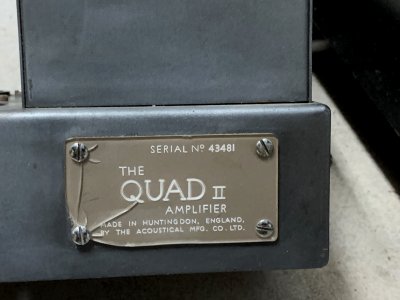 SERIAL Nº 43481
THE
QUAD II
AMPLIFIER
MADE IN HUNTINGDON, ENGLAND,
BY THE ACOUSTICAL MFG. CO. LTD.